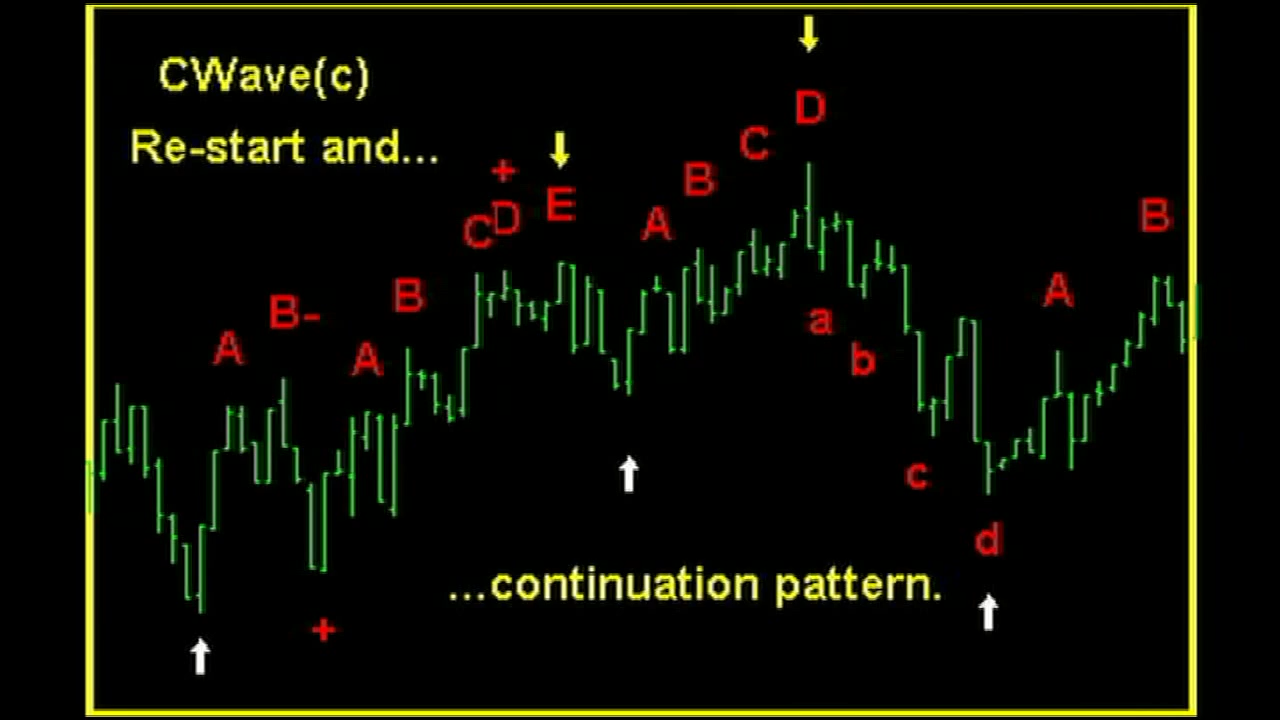 CWave(c)
Re-start and...
D
C
B
+
C D E
A
B
B-
A
B
A
A
a
b
A
c
d
...continuation pattern.
+